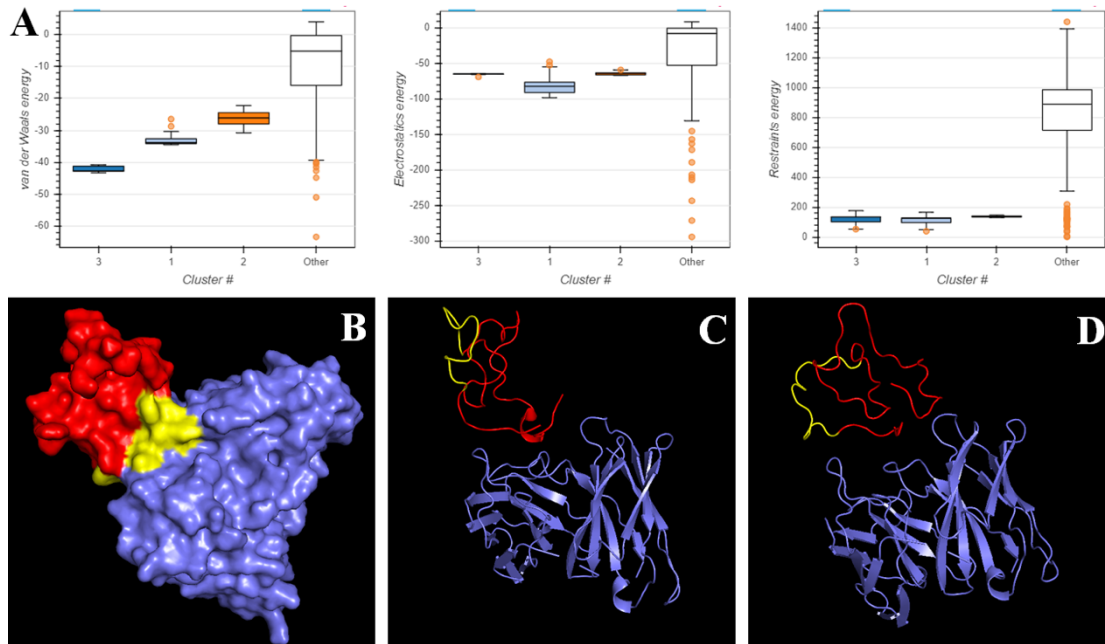 A
van der Waals energy
0
-10
-20
-30
-40
-50
-60
3
1
2
Other
Cluster #
Electrostatics energy
0
-50
-100
-150
-200
-250
-300
3
1
2
Other
Cluster #
Restraints energy
1400
1200
1000
800
600
400
200
0
3
1
2
Other
Cluster #
B
C
D